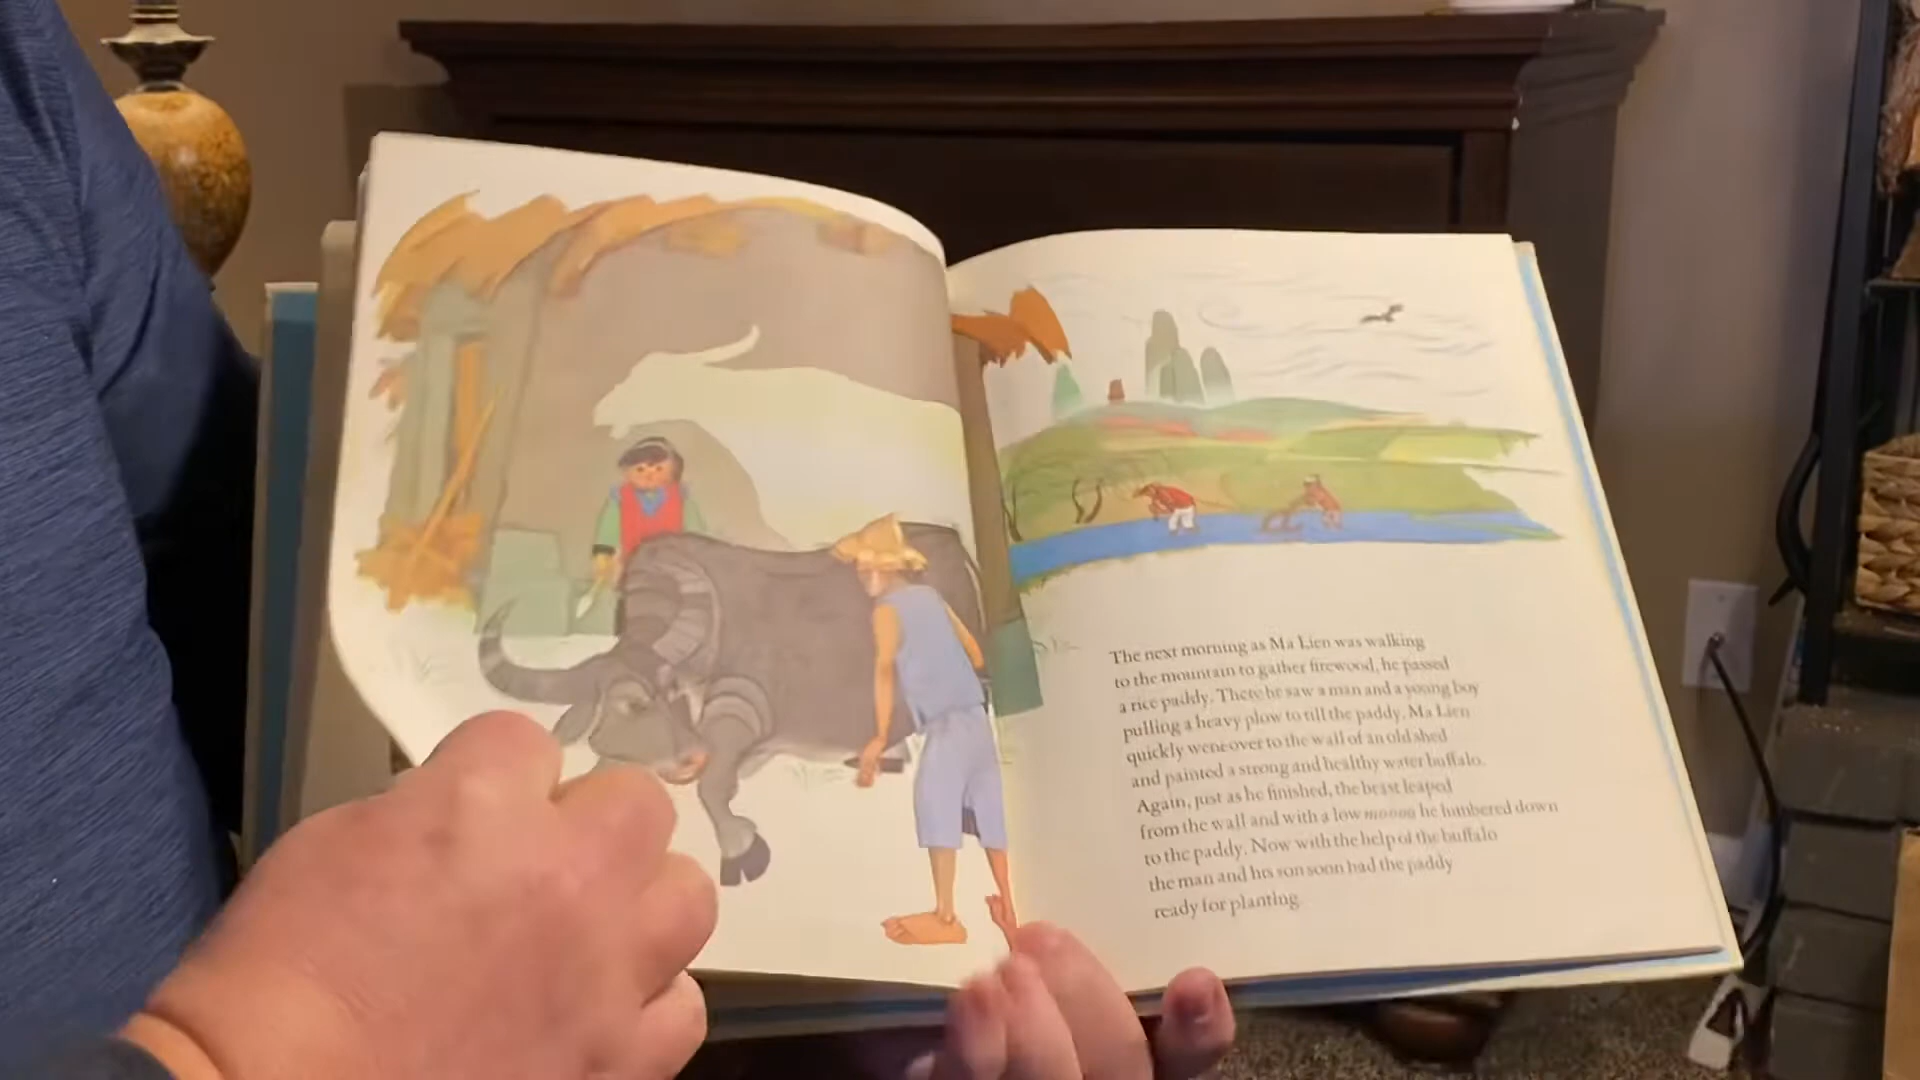 The next morning as Ma Lien was walking
to the mountain to gather firewood, he passed
a rice paddy. There he saw a man and a young boy
pulling a heavy plow to till the paddy. Ma Lien
quickly went over to the wall of an old shed
and painted a strong and healthy water buffalo.
Again, just as he finished, the beast leaped
from the wall and with a low moooo he lumbered down
to the paddy. Now with the help of the buffalo
the man and his son soon had the paddy
ready for planting.